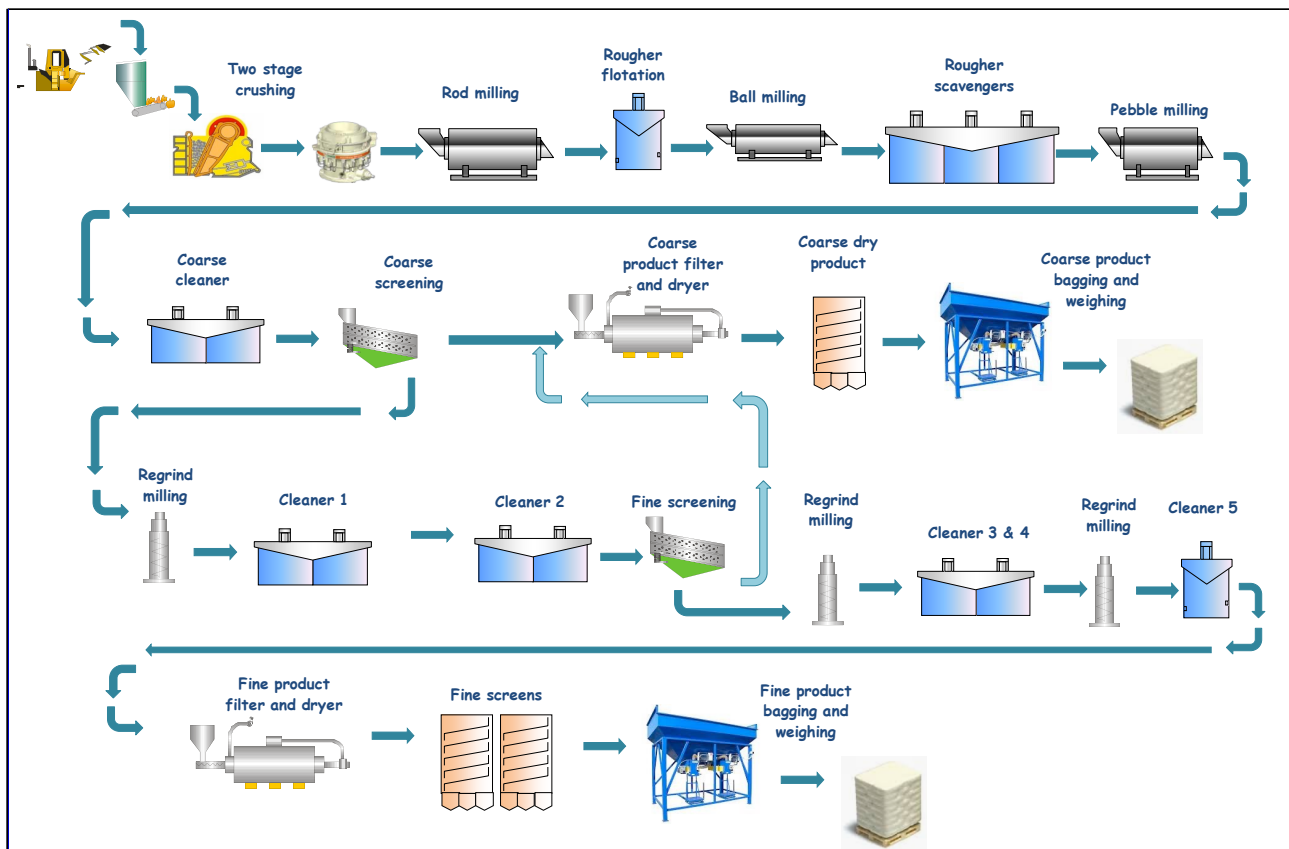 Two stage
crushing
Rod milling
Rougher
flotation
Ball milling
Rougher
scavengers
Pebble milling
Coarse
cleaner
Coarse
screening
Coarse
product filter
and dryer
Coarse dry
product
Coarse product
bagging and
weighing
Regrind
milling
Cleaner 1
Cleaner 2
Fine screening
Regrind
milling
Cleaner 3 & 4
Regrind
milling
Cleaner 5
Fine product
filter and dryer
Fine screens
Fine product
bagging and
weighing